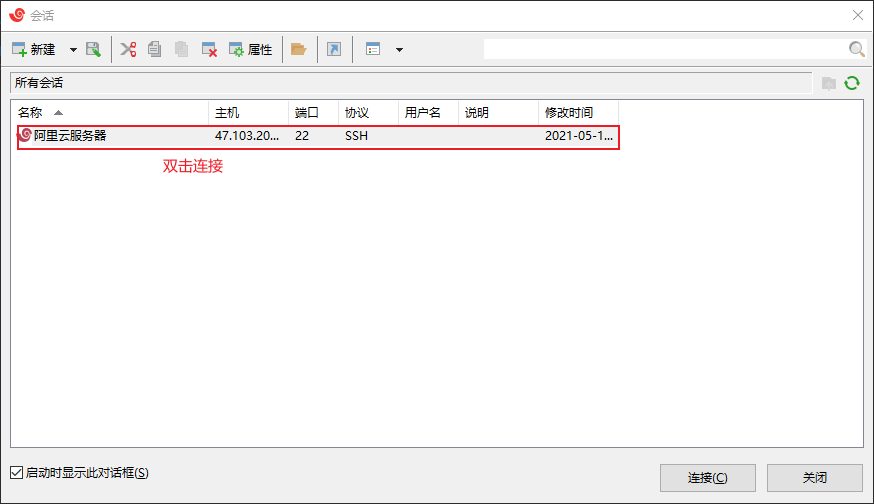 会话
新建 属性
所有会话
名称 主机 端口 协议 用户名 说明 修改时间
阿里云服务器 47.103.20... 22 SSH 2021-05-1...
双击连接
启动时显示此对话框(S)
连接(C) 关闭